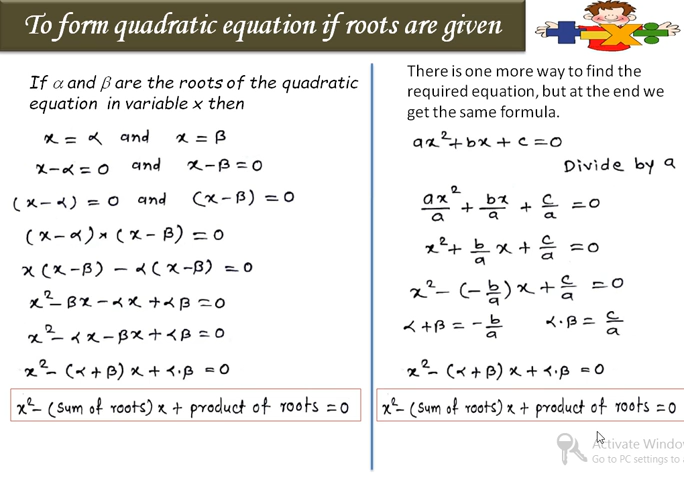 To form quadratic equation if roots are given
If α and β are the roots of the quadratic
equation in variable x then
x = α and x = β
x-α = 0 and x-β = 0
(x-α) = 0 and (x-β) = 0
(x-α) × (x-β) = 0
x(x-β) - α(x-β) = 0
x² - βx - αx + αβ = 0
x² - αx - βx + αβ = 0
x² - (α+β)x + α·β = 0
x² - (sum of roots) x + product of roots = 0
There is one more way to find the
required equation, but at the end we
get the same formula.
ax² + bx + c = 0
Divide by a
ax²/a + bx/a + c/a = 0
x² + b/a x + c/a = 0
x² - (-b/a) x + c/a = 0
α+β = -b/a α·β = c/a
x² - (α+β)x + α·β = 0
x² - (sum of roots) x + product of roots = 0
Activate Windo
Go to PC settings to a